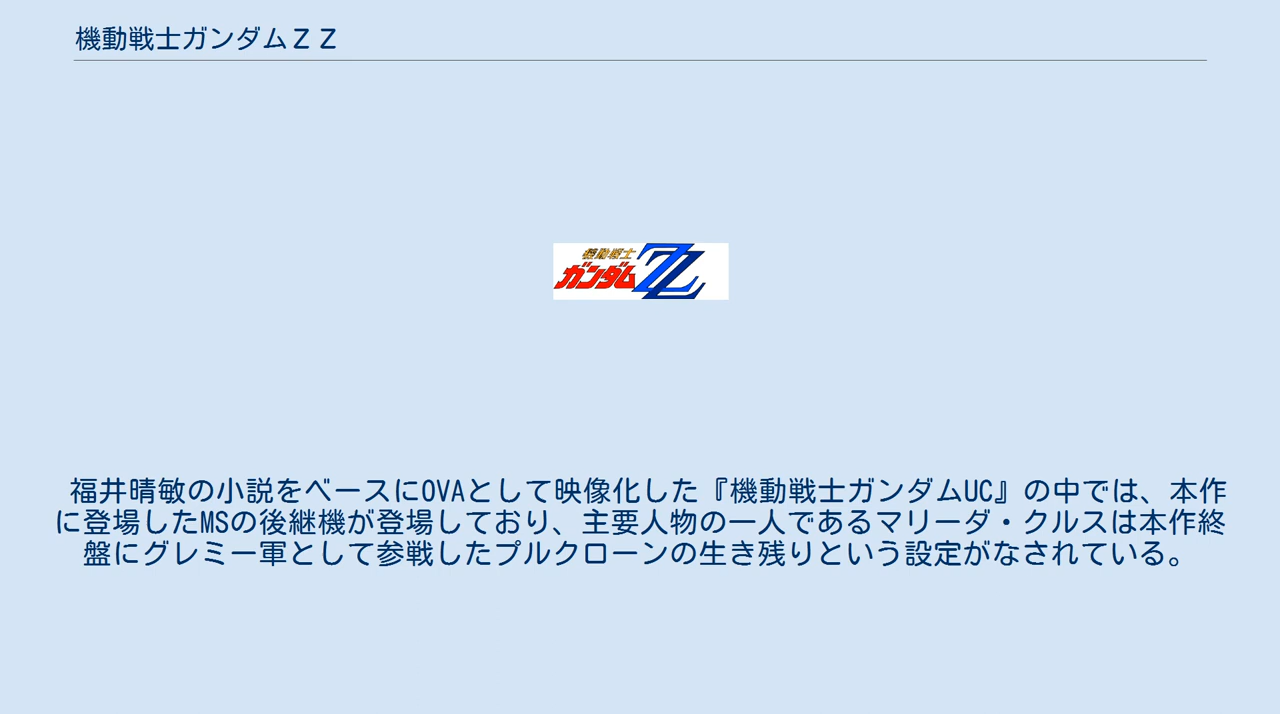 機動戦士ガンダムＺＺ
機動戦士
ガンダムZZ
福井晴敏の小説をベースにOVAとして映像化した『機動戦士ガンダムUC』の中では、本作
に登場したMSの後継機が登場しており、主要人物の一人であるマリーダ・クルスは本作終
盤にグレミー軍として参戦したプルクローンの生き残りという設定がなされている。